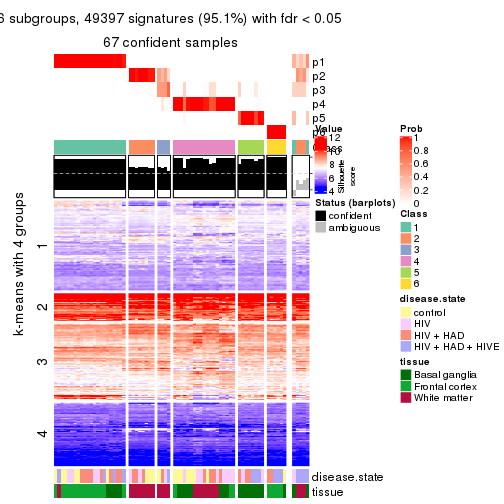 6 subgroups, 49397 signatures (95.1%) with fdr < 0.05
67 confident samples
p1
p2
p3
p4
p5
Value
12
10
8
6
4
Silhouette
score
Prob
1
0.8
0.6
0.4
0.2
0
Status (barplots)
confident
ambiguous
Class
1
2
3
4
5
6
disease.state
control
HIV
HIV + HAD
HIV + HAD + HIVE
tissue
Basal ganglia
Frontal cortex
White matter
k-means with 4 groups
1
2
3
4
disease.state
tissue